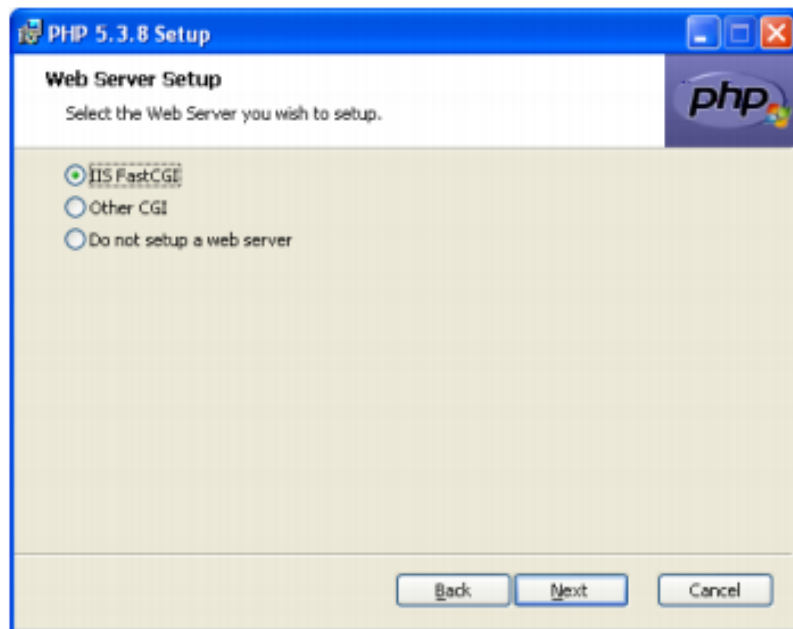 PHP 5.3.8 Setup
Web Server Setup
Select the Web Server you wish to setup.
php
IIS FastCGI
Other CGI
Do not setup a web server
Back
Next
Cancel